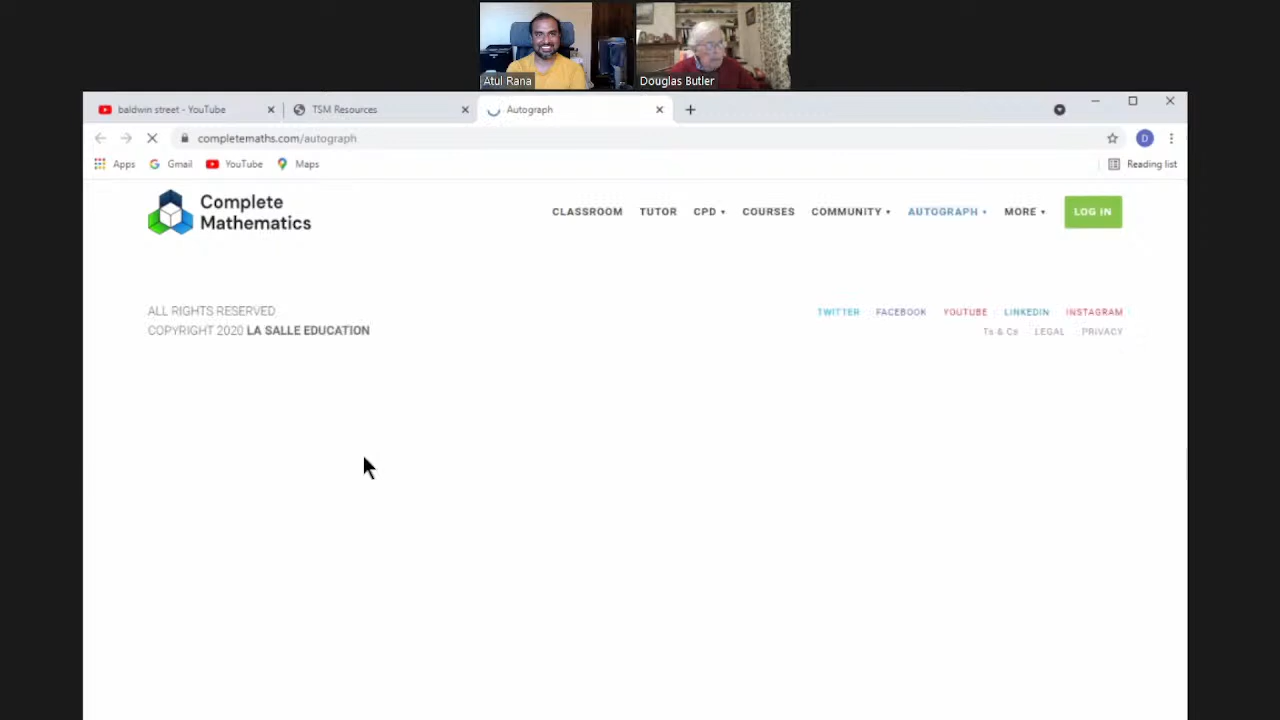 Atul Rana
Douglas Butler
baldwin street - YouTube
TSM Resources
Autograph
completemaths.com/autograph
D
Apps
Gmail
YouTube
Maps
Reading list
Complete
Mathematics
CLASSROOM
TUTOR
CPD
COURSES
COMMUNITY
AUTOGRAPH
MORE
LOG IN
ALL RIGHTS RESERVED
COPYRIGHT 2020 LA SALLE EDUCATION
TWITTER
FACEBOOK
YOUTUBE
LINKEDIN
INSTAGRAM
Ts & Cs
LEGAL
PRIVACY